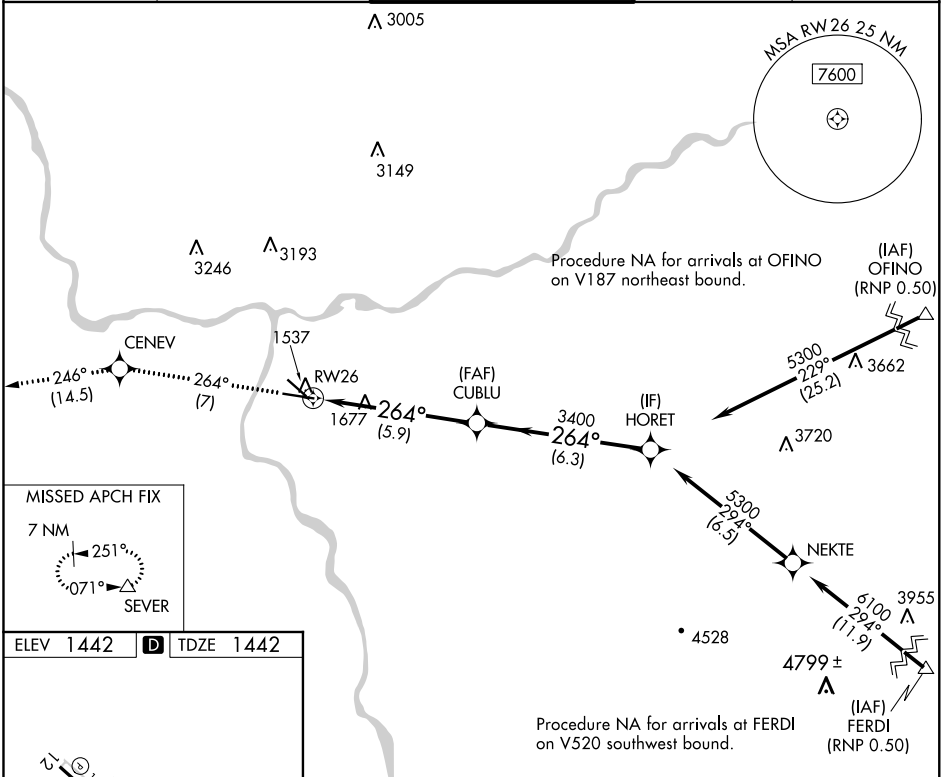 3005
MSA RW26 25 NM
7600
3149
3246
3193
Procedure NA for arrivals at OFINO
on V187 northeast bound.
(IAF)
OFINO
(RNP 0.50)
5300
229°
(25.2)
3662
CENEV
1537
246°
(14.5)
264°
(7)
RW26
1677
264°
(5.9)
(FAF)
CUBLU
3400
264°
(6.3)
(IF)
HORET
3720
5300
294°
(6.5)
NEKTE
MISSED APCH FIX
7 NM
251°
071°
SEVER
6100
294°
(11.9)
3955
4528
4799±
(IAF)
FERDI
(RNP 0.50)
Procedure NA for arrivals at FERDI
on V520 southwest bound.
ELEV 1442 D TDZE 1442
12
P